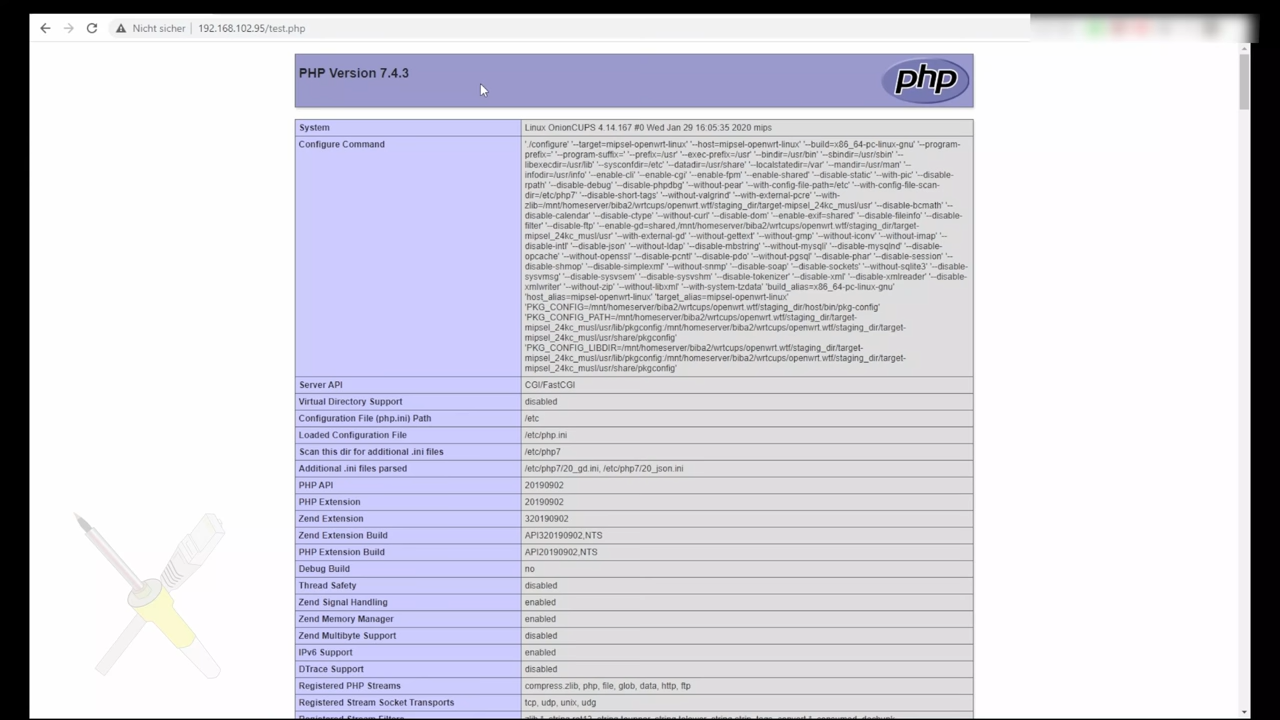 Nicht sicher
192.168.102.95/test.php
PHP Version 7.4.3
php
System
Linux OnionCUPS 4.14.167 #0 Wed Jan 29 16:05:35 2020 mips
Configure Command
'./configure' '--target=mipsel-openwrt-linux' '--host=mipsel-openwrt-linux' '--build=x86_64-pc-linux-gnu' '--program-
prefix=' '--program-suffix=' '--prefix=/usr' '--exec-prefix=/usr' '--bindir=/usr/bin' '--sbindir=/usr/sbin' '--
libexecdir=/usr/lib' '--sysconfdir=/etc' '--datadir=/usr/share' '--localstatedir=/var' '--mandir=/usr/man' '--
infodir=/usr/info' '--enable-cli' '--enable-cgi' '--enable-fpm' '--enable-shared' '--disable-static' '--with-pic' '--disable-
rpath' '--disable-debug' '--disable-phpdbg' '--without-pear' '--with-config-file-path=/etc' '--with-config-file-scan-
dir=/etc/php7' '--disable-short-tags' '--without-valgrind' '--with-external-pcre' '--with-
zlib=/mnt/homeserver/biba2/wrtcups/openwrt.wtf/staging_dir/target-mipsel_24kc_musl/usr' '--disable-bcmath' '--
disable-calendar' '--disable-ctype' '--without-curl' '--disable-dom' '--enable-exif=shared' '--disable-fileinfo' '--disable-
filter' '--disable-ftp' '--enable-gd=shared,/mnt/homeserver/biba2/wrtcups/openwrt.wtf/staging_dir/target-
mipsel_24kc_musl/usr' '--with-external-gd' '--without-gettext' '--without-gmp' '--without-iconv' '--without-imap' '--
disable-intl' '--disable-json' '--without-ldap' '--disable-mbstring' '--without-mysqli' '--disable-mysqlnd' '--disable-
opcache' '--without-openssl' '--disable-pcntl' '--disable-pdo' '--without-pgsql' '--disable-phar' '--disable-session' '--
disable-shmop' '--disable-simplexml' '--without-snmp' '--disable-soap' '--disable-sockets' '--without-sqlite3' '--disable-
sysvmsg' '--disable-sysvsem' '--disable-sysvshm' '--disable-tokenizer' '--disable-xml' '--disable-xmlreader' '--disable-
xmlwriter' '--without-zip' '--without-libxml' '--with-system-tzdata' 'build_alias=x86_64-pc-linux-gnu'
'host_alias=mipsel-openwrt-linux' 'target_alias=mipsel-openwrt-linux'
'PKG_CONFIG=/mnt/homeserver/biba2/wrtcups/openwrt.wtf/staging_dir/host/bin/pkg-config'
'PKG_CONFIG_PATH=/mnt/homeserver/biba2/wrtcups/openwrt.wtf/staging_dir/target-
mipsel_24kc_musl/usr/lib/pkgconfig:/mnt/homeserver/biba2/wrtcups/openwrt.wtf/staging_dir/target-
mipsel_24kc_musl/usr/share/pkgconfig'
'PKG_CONFIG_LIBDIR=/mnt/homeserver/biba2/wrtcups/openwrt.wtf/staging_dir/target-
mipsel_24kc_musl/usr/lib/pkgconfig:/mnt/homeserver/biba2/wrtcups/openwrt.wtf/staging_dir/target-
mipsel_24kc_musl/usr/share/pkgconfig'
Server API
CGI/FastCGI
Virtual Directory Support
disabled
Configuration File (php.ini) Path
/etc
Loaded Configuration File
/etc/php.ini
Scan this dir for additional .ini files
/etc/php7
Additional .ini files parsed
/etc/php7/20_gd.ini, /etc/php7/20_json.ini
PHP API
20190902
PHP Extension
20190902
Zend Extension
320190902
Zend Extension Build
API320190902,NTS
PHP Extension Build
API20190902,NTS
Debug Build
no
Thread Safety
disabled
Zend Signal Handling
enabled
Zend Memory Manager
enabled
Zend Multibyte Support
disabled
IPv6 Support
enabled
DTrace Support
disabled
Registered PHP Streams
compress.zlib, php, file, glob, data, http, ftp
Registered Stream Socket Transports
tcp, udp, unix, udg
Registered Stream Filters